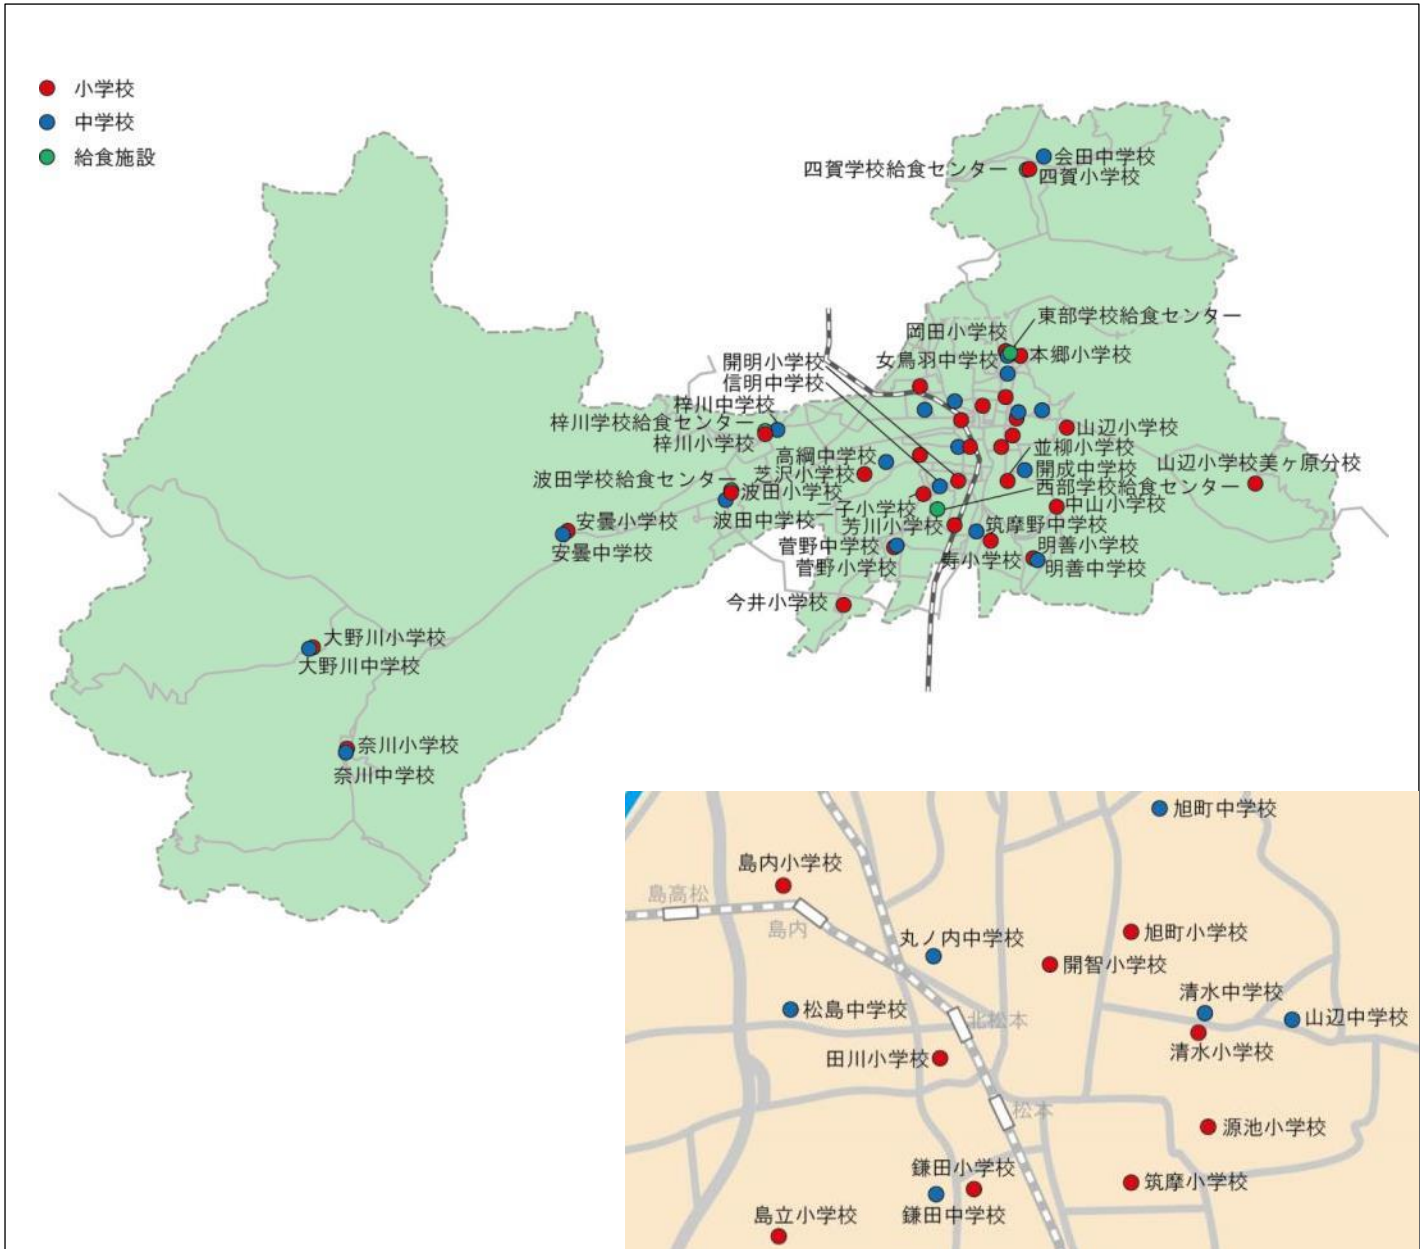 小学校
中学校
給食施設
会田中学校
四賀学校給食センター
四賀小学校
東部学校給食センター
岡田小学校
女鳥羽中学校
本郷小学校
開明小学校
信明中学校
梓川中学校
梓川学校給食センター
梓川小学校
山辺小学校
並柳小学校
高綱中学校
開成中学校
山辺小学校美ヶ原分校
芝沢小学校
西部学校給食センター
波田学校給食センター
波田小学校
中山小学校
二子小学校
波田中学校
芳川小学校
筑摩野中学校
安曇小学校
安曇中学校
菅野中学校
菅野小学校
寿小学校
明善小学校
明善中学校
今井小学校
大野川小学校
大野川中学校
奈川小学校
奈川中学校
旭町中学校
島内小学校
島高松
島内
丸ノ内中学校
旭町小学校
開智小学校
清水中学校
松島中学校
北松本
山辺中学校
清水小学校
田川小学校
松本
源池小学校
鎌田小学校
筑摩小学校
鎌田中学校
島立小学校